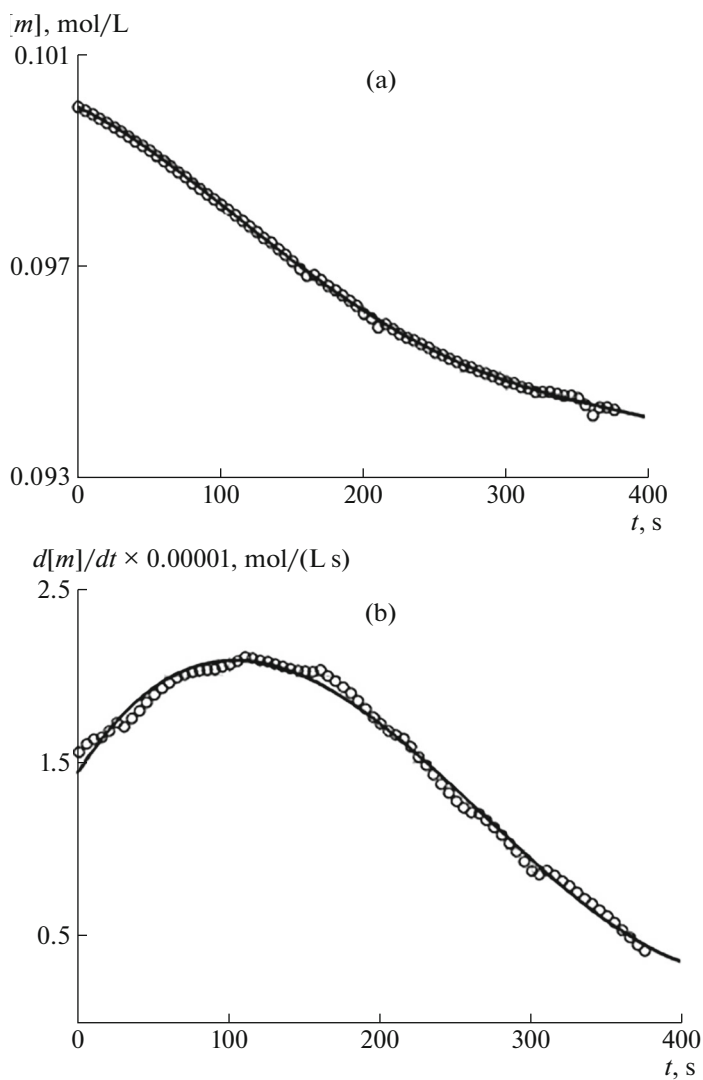 [m], mol/L
0.101
(a)
0.097
0.093
0 100 200 300 400
t, s
d[m]/dt × 0.00001, mol/(L s)
2.5
(b)
1.5
0.5
0 100 200 300 400
t, s